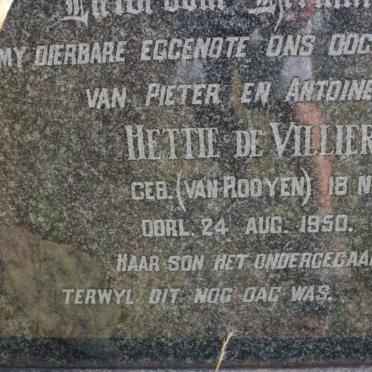 MY DIERBARE EGGENOTE ONS
VAN PIETER EN ANTOINE
HETTIE DE VILLIER
GEB. (VAN ROOYEN) 18 N
OORL. 24 AUG. 1950.
HAAR SON HET ONDERGEGAA
TERWYL DIT NOG DAG WAS.